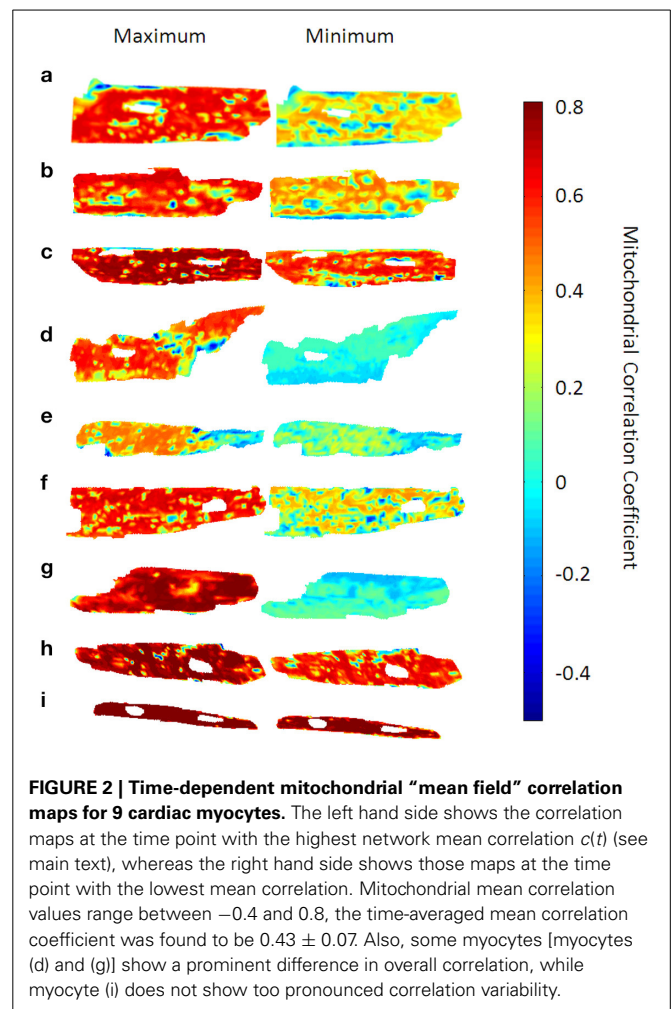 Maximum Minimum
a
b
c
d
e
f
g
h
i
0.8
0.6
0.4
0.2
0
-0.2
-0.4
Mitochondrial Correlation Coefficient
FIGURE 2 | Time-dependent mitochondrial “mean field” correlation
maps for 9 cardiac myocytes. The left hand side shows the correlation
maps at the time point with the highest network mean correlation c(t) (see
main text), whereas the right hand side shows those maps at the time
point with the lowest mean correlation. Mitochondrial mean correlation
values range between −0.4 and 0.8, the time-averaged mean correlation
coefficient was found to be 0.43 ± 0.07. Also, some myocytes [myocytes
(d) and (g)] show a prominent difference in overall correlation, while
myocyte (i) does not show too pronounced correlation variability.